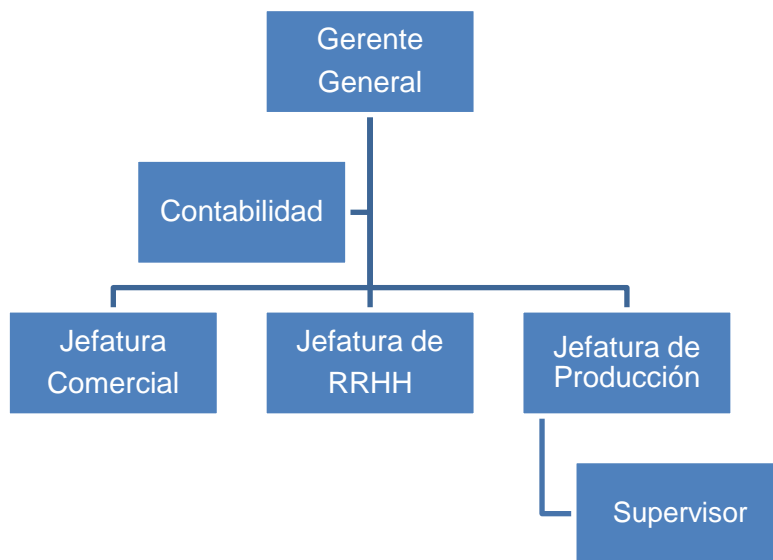 Gerente
General
Contabilidad
Jefatura
Comercial
Jefatura de
RRHH
Jefatura de
Producción
Supervisor